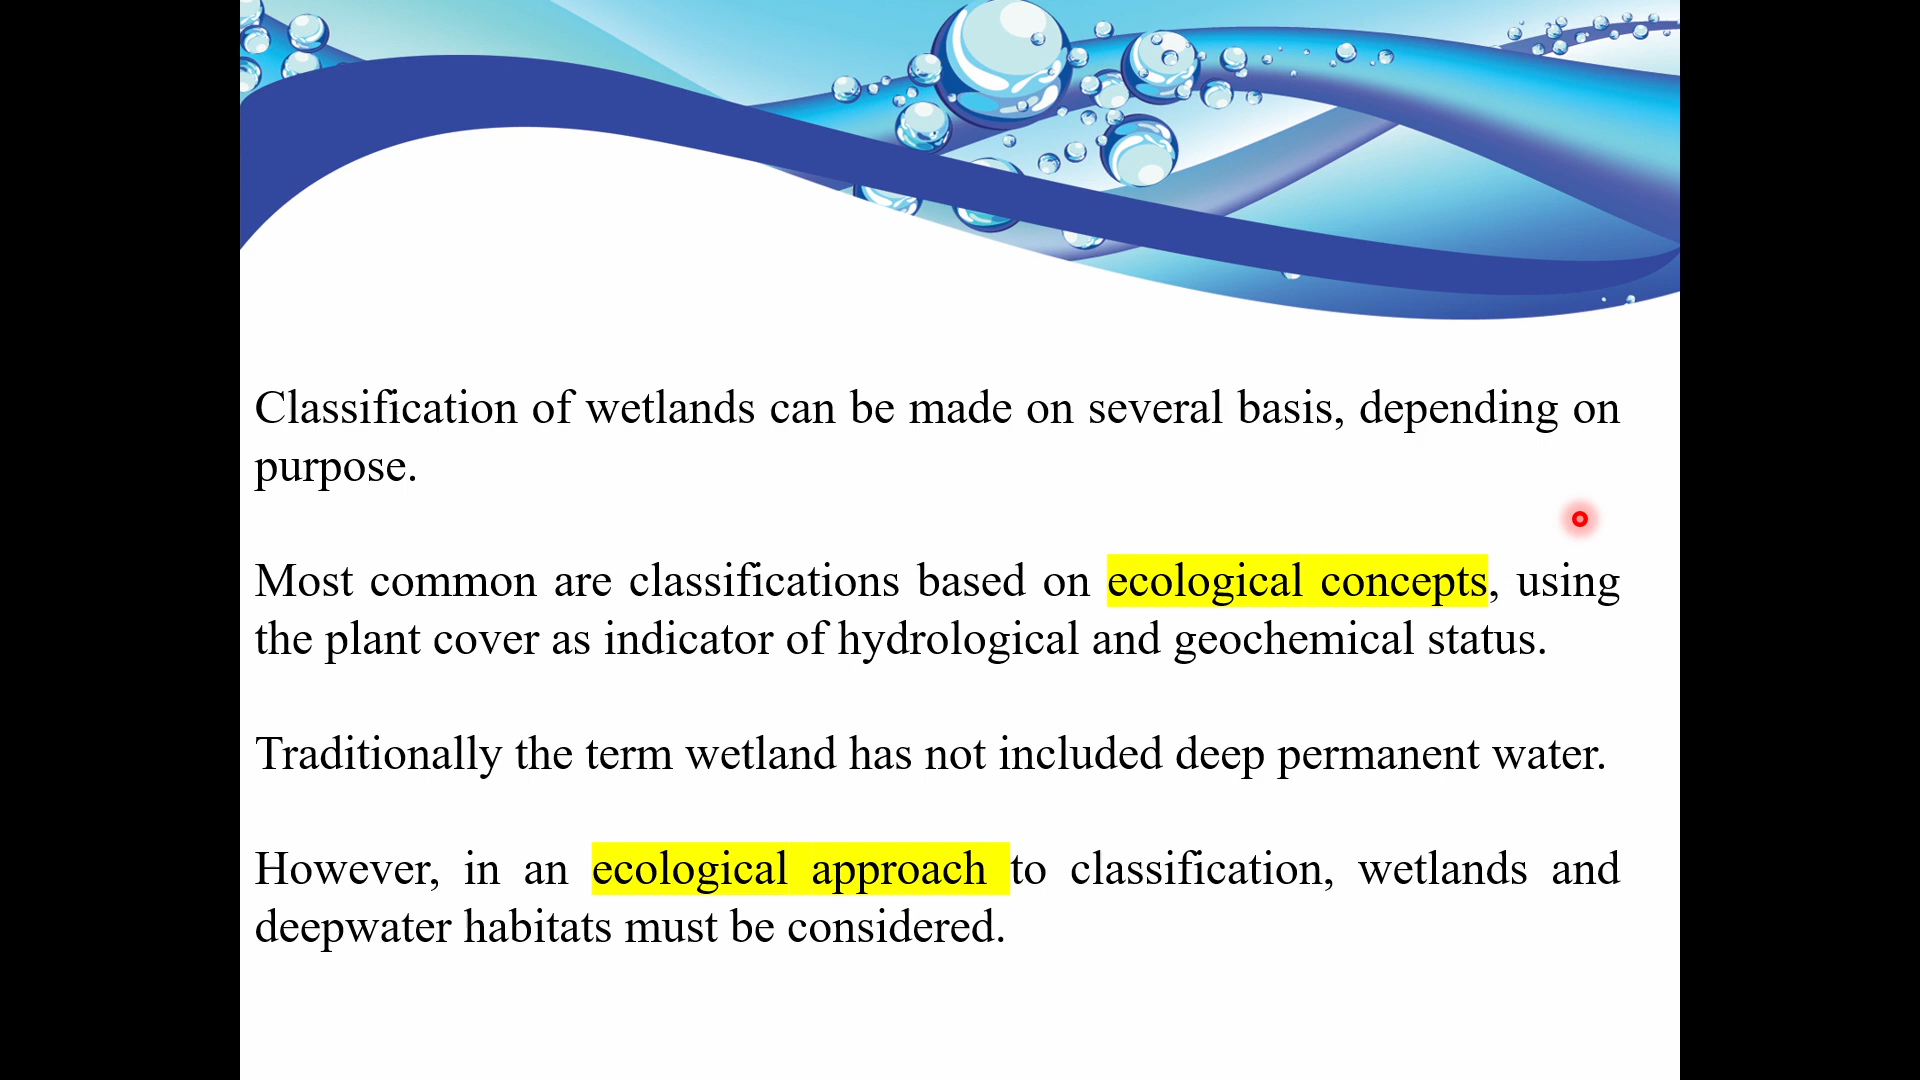 Classification of wetlands can be made on several basis, depending on
purpose.
Most common are classifications based on ecological concepts, using
the plant cover as indicator of hydrological and geochemical status.
Traditionally the term wetland has not included deep permanent water.
However, in an ecological approach to classification, wetlands and
deepwater habitats must be considered.